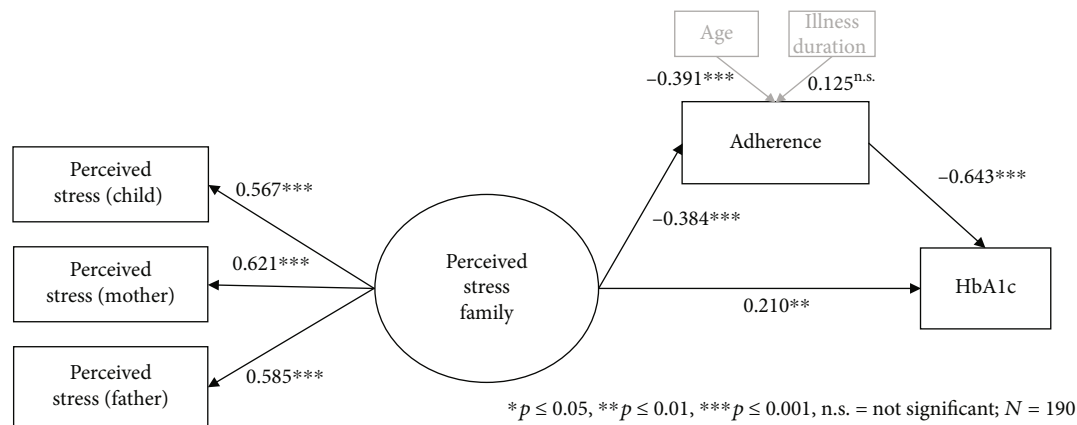 Age
Illness
duration
−0.391***
0.125n.s.
Adherence
Perceived
stress (child)
0.567***
−0.384***
−0.643***
Perceived
stress (mother)
0.621***
Perceived
stress
family
0.210**
HbA1c
Perceived
stress (father)
0.585***
*p ≤ 0.05, **p ≤ 0.01, ***p ≤ 0.001, n.s. = not significant; N = 190